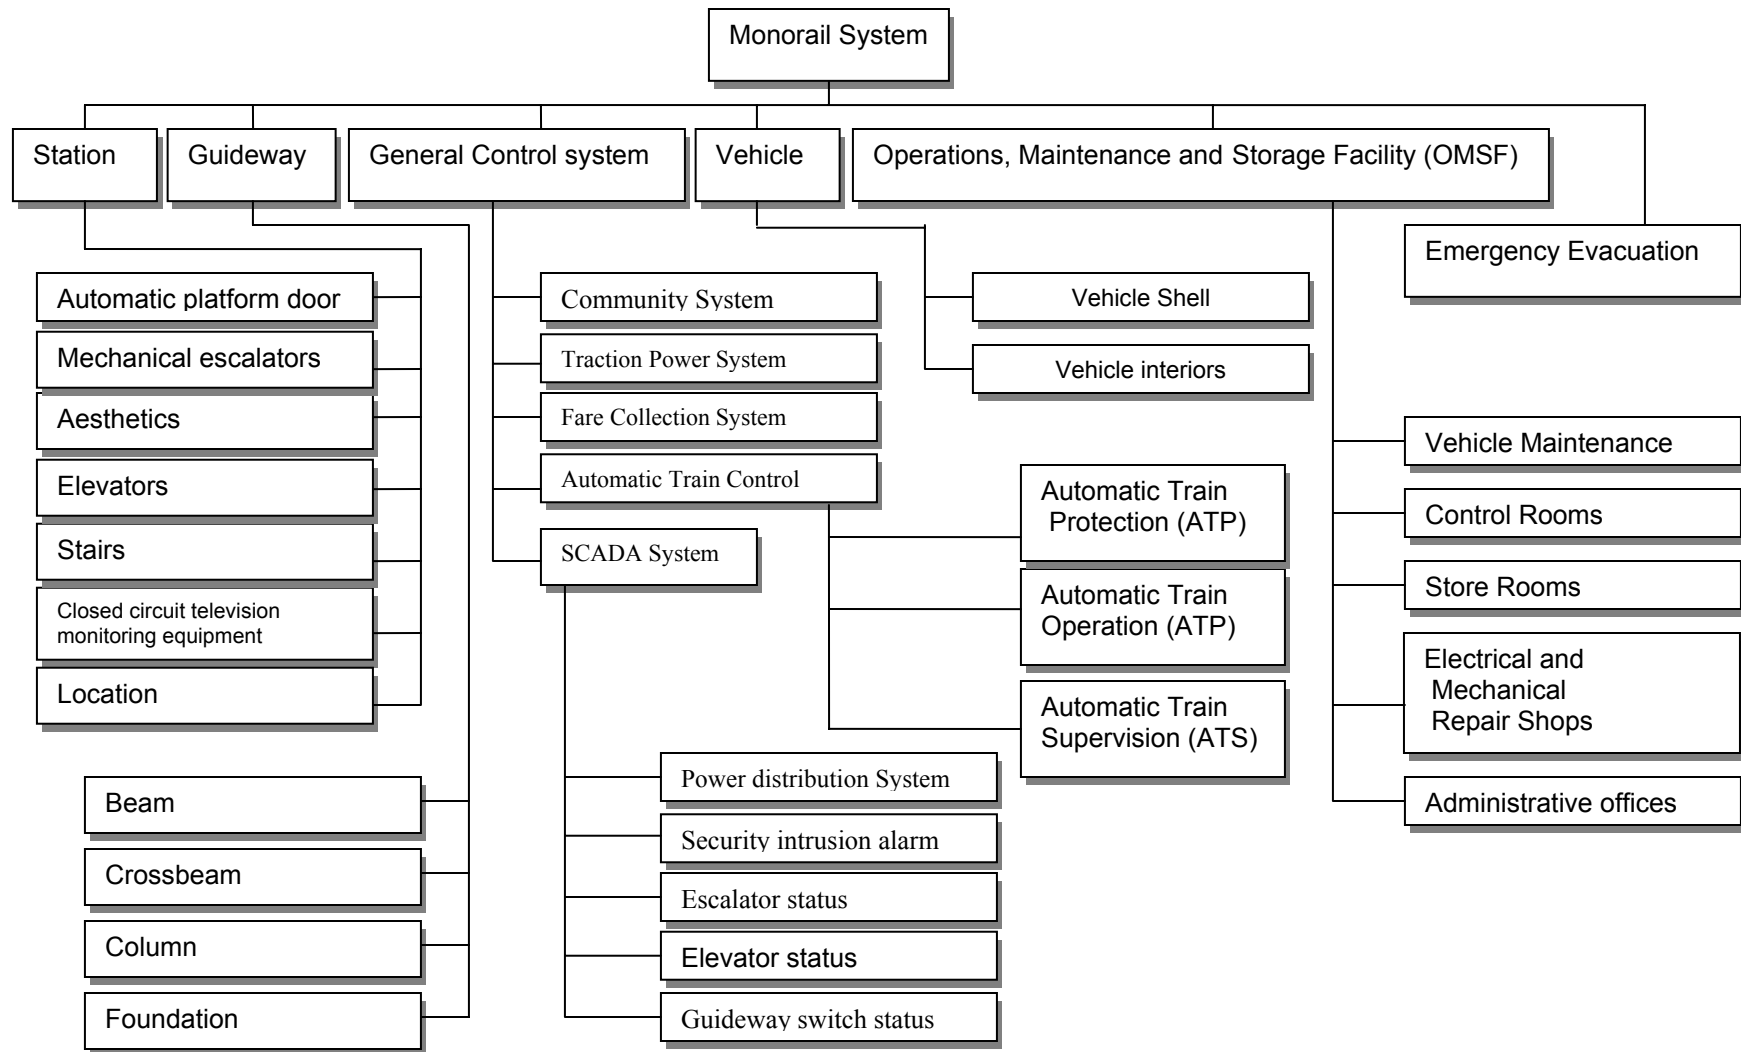 Monorail System
Station
Guideway
General Control system
Vehicle
Operations, Maintenance and Storage Facility (OMSF)
Emergency Evacuation
Automatic platform door
Mechanical escalators
Aesthetics
Elevators
Stairs
Closed circuit television
monitoring equipment
Location
Beam
Crossbeam
Column
Foundation
Community System
Traction Power System
Fare Collection System
Automatic Train Control
SCADA System
Power distribution System
Security intrusion alarm
Escalator status
Elevator status
Guideway switch status
Automatic Train
Protection (ATP)
Automatic Train
Operation (ATP)
Automatic Train
Supervision (ATS)
Vehicle Shell
Vehicle interiors
Vehicle Maintenance
Control Rooms
Store Rooms
Electrical and
Mechanical
Repair Shops
Administrative offices